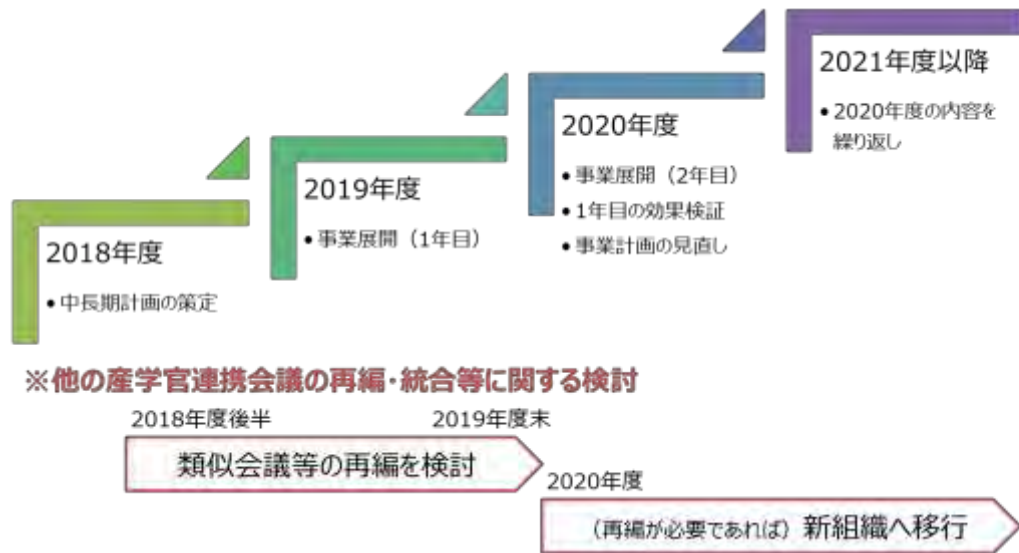 2018年度
• 中長期計画の策定
2019年度
• 事業展開（1年目）
2020年度
• 事業展開（2年目）
• 1年目の効果検証
• 事業計画の見直し
2021年度以降
• 2020年度の内容を
繰り返し
※他の産学官連携会議の再編・統合等に関する検討
2018年度後半
2019年度末
類似会議等の再編を検討
2020年度
（再編が必要であれば）新組織へ移行